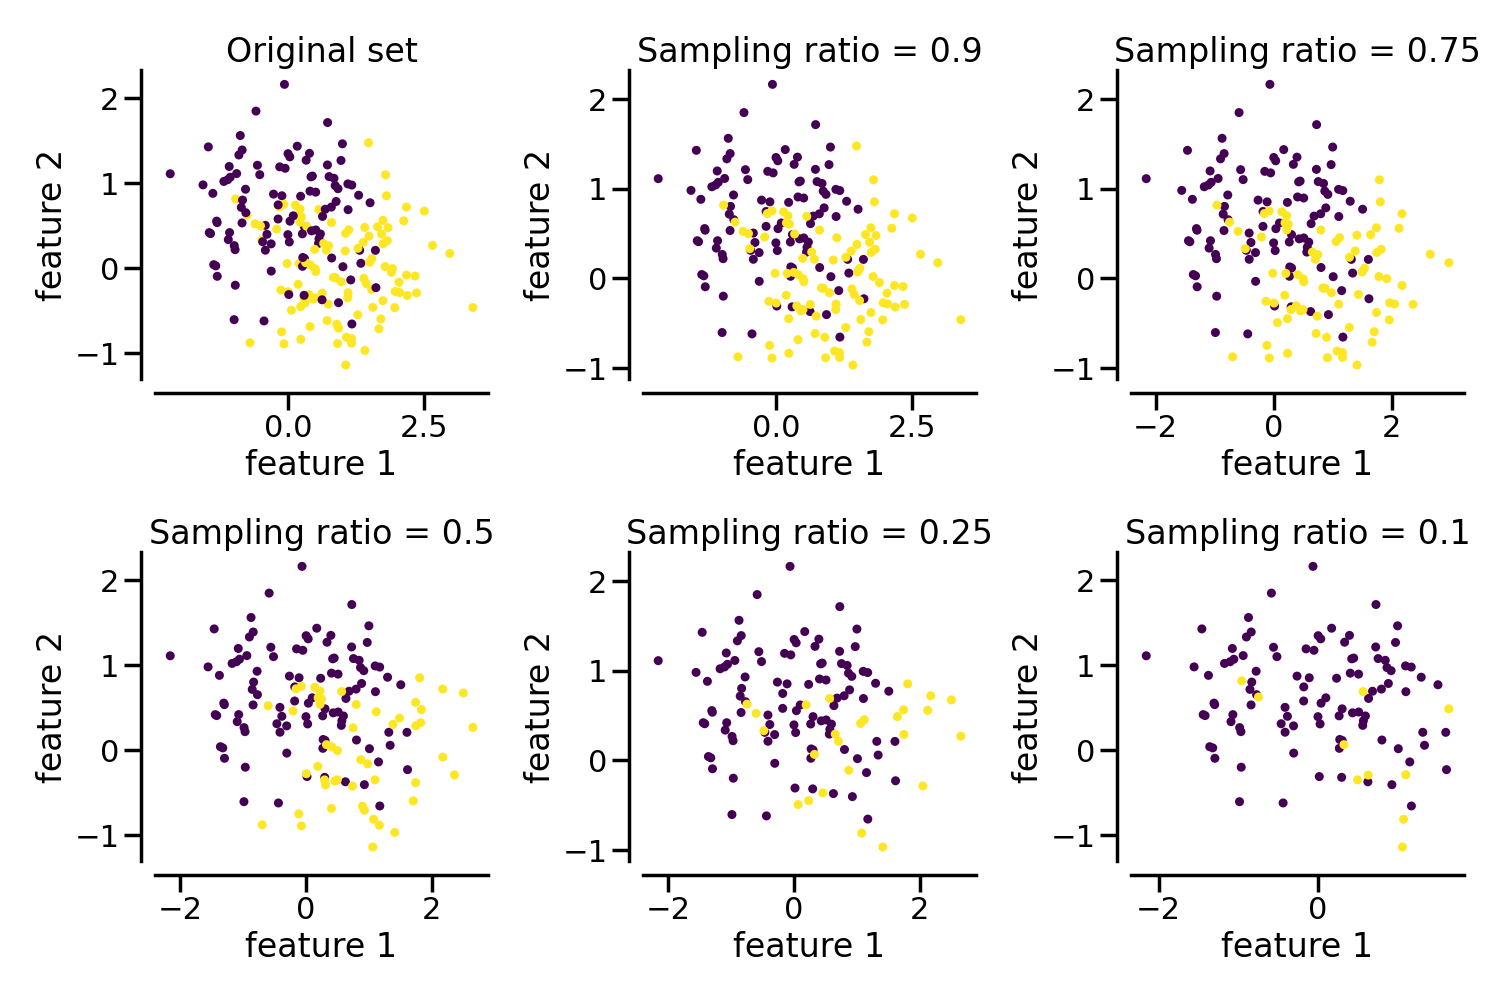 Original set
2
1
0
−1
feature 2
0.0
2.5
feature 1
Sampling ratio = 0.9
2
1
0
−1
feature 2
0.0
2.5
feature 1
Sampling ratio = 0.75
2
1
0
−1
feature 2
−2
0
2
feature 1
Sampling ratio = 0.5
2
1
0
−1
feature 2
−2
0
2
feature 1
Sampling ratio = 0.25
2
1
0
−1
feature 2
−2
0
2
feature 1
Sampling ratio = 0.1
2
1
0
−1
feature 2
−2
0
feature 1